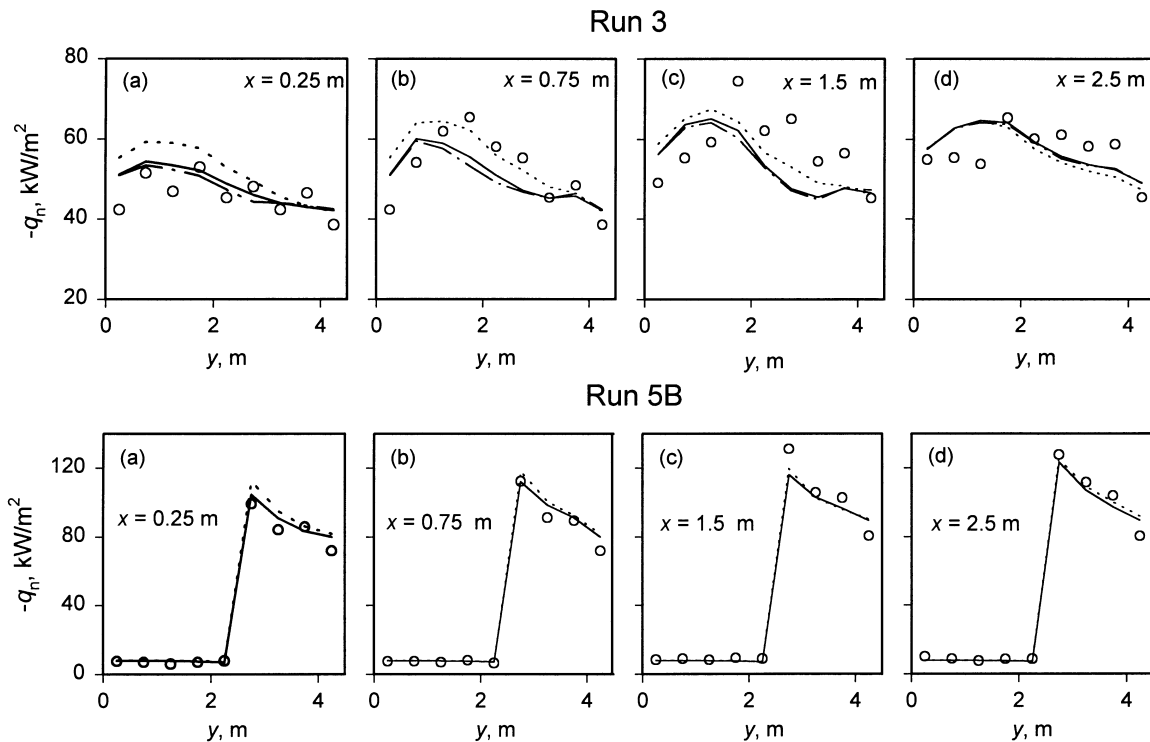 Run 3
80
60
40
20
-qn, kW/m2
(a) x = 0.25 m
(b) x = 0.75 m
(c) x = 1.5 m
(d) x = 2.5 m
0 2 4 0 2 4 0 2 4 0 2 4
y, m y, m y, m y, m
Run 5B
120
80
40
0
-qn, kW/m2
(a) (b) (c) (d)
x = 0.25 m x = 0.75 m x = 1.5 m x = 2.5 m
0 2 4 0 2 4 0 2 4 0 2 4
y, m y, m y, m y, m